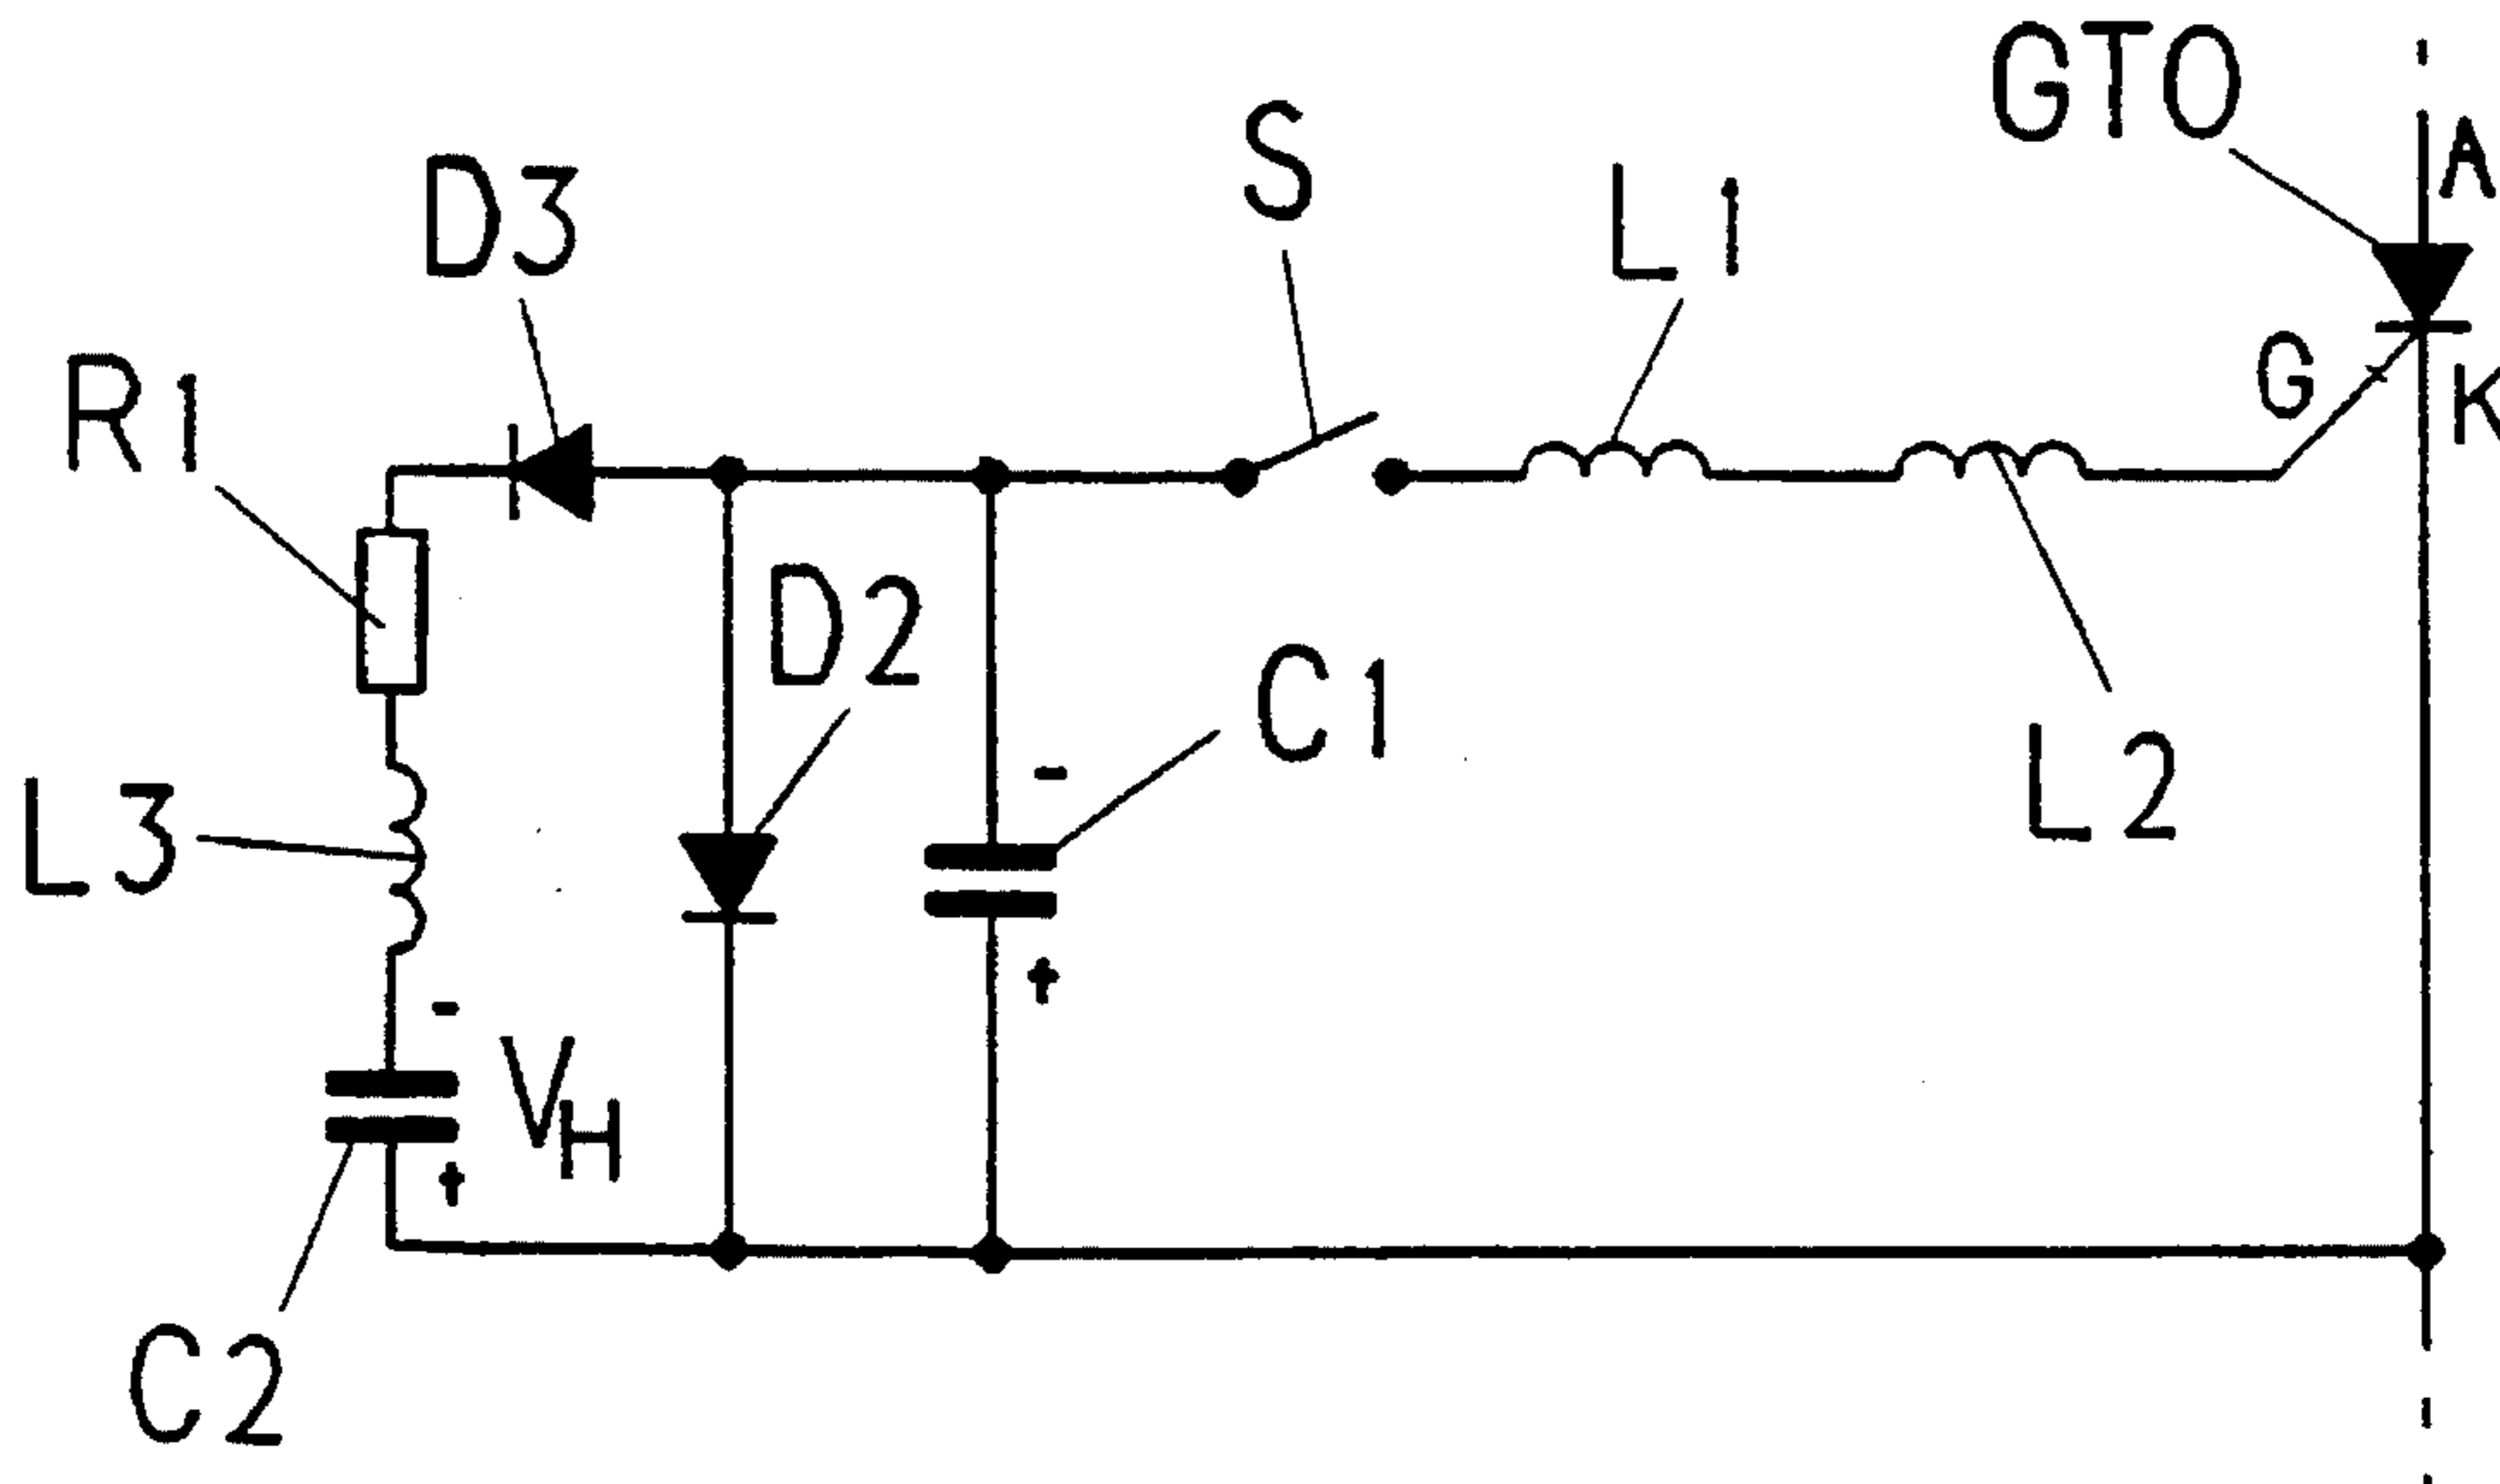 GTO
A
S
D3
L1
R1
G
K
D2
C1
L2
L3
-
+
-
VH
+
C2